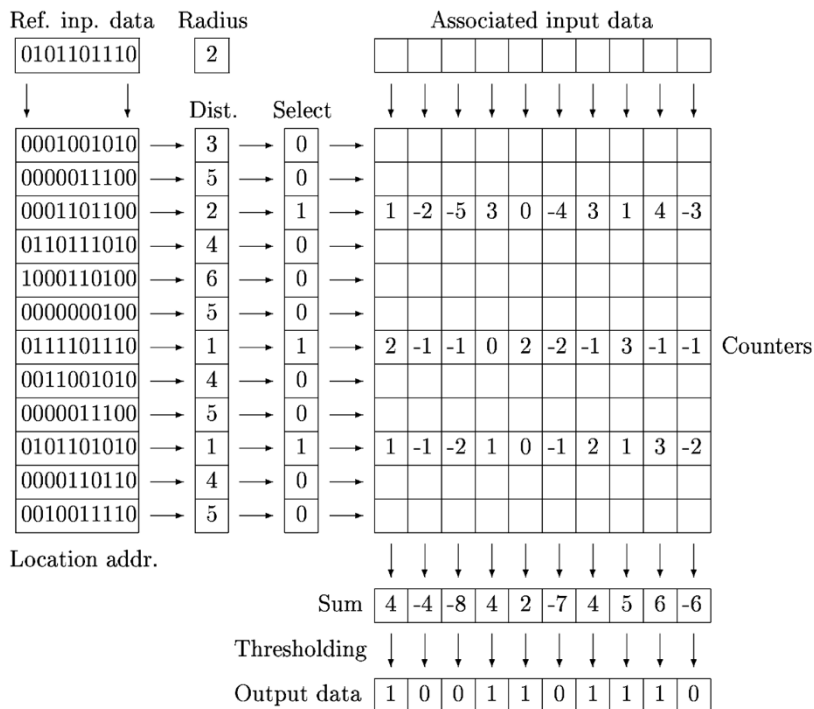 Ref. inp. data Radius Associated input data
0101101110 2
Dist. Select
0001001010 3 0
0000011100 5 0
0001101100 2 1 1 -2 -5 3 0 -4 3 1 4 -3
0110111010 4 0
1000110100 6 0
0000000100 5 0
0111101110 1 1 2 -1 -1 0 2 -2 -1 3 -1 -1 Counters
0011001010 4 0
0000011100 5 0
0101101010 1 1 1 -1 -2 1 0 -1 2 1 3 -2
0000110110 4 0
0010011110 5 0
Location addr.
Sum 4 -4 -8 4 2 -7 4 5 6 -6
Thresholding
Output data 1 0 0 1 1 0 1 1 1 0